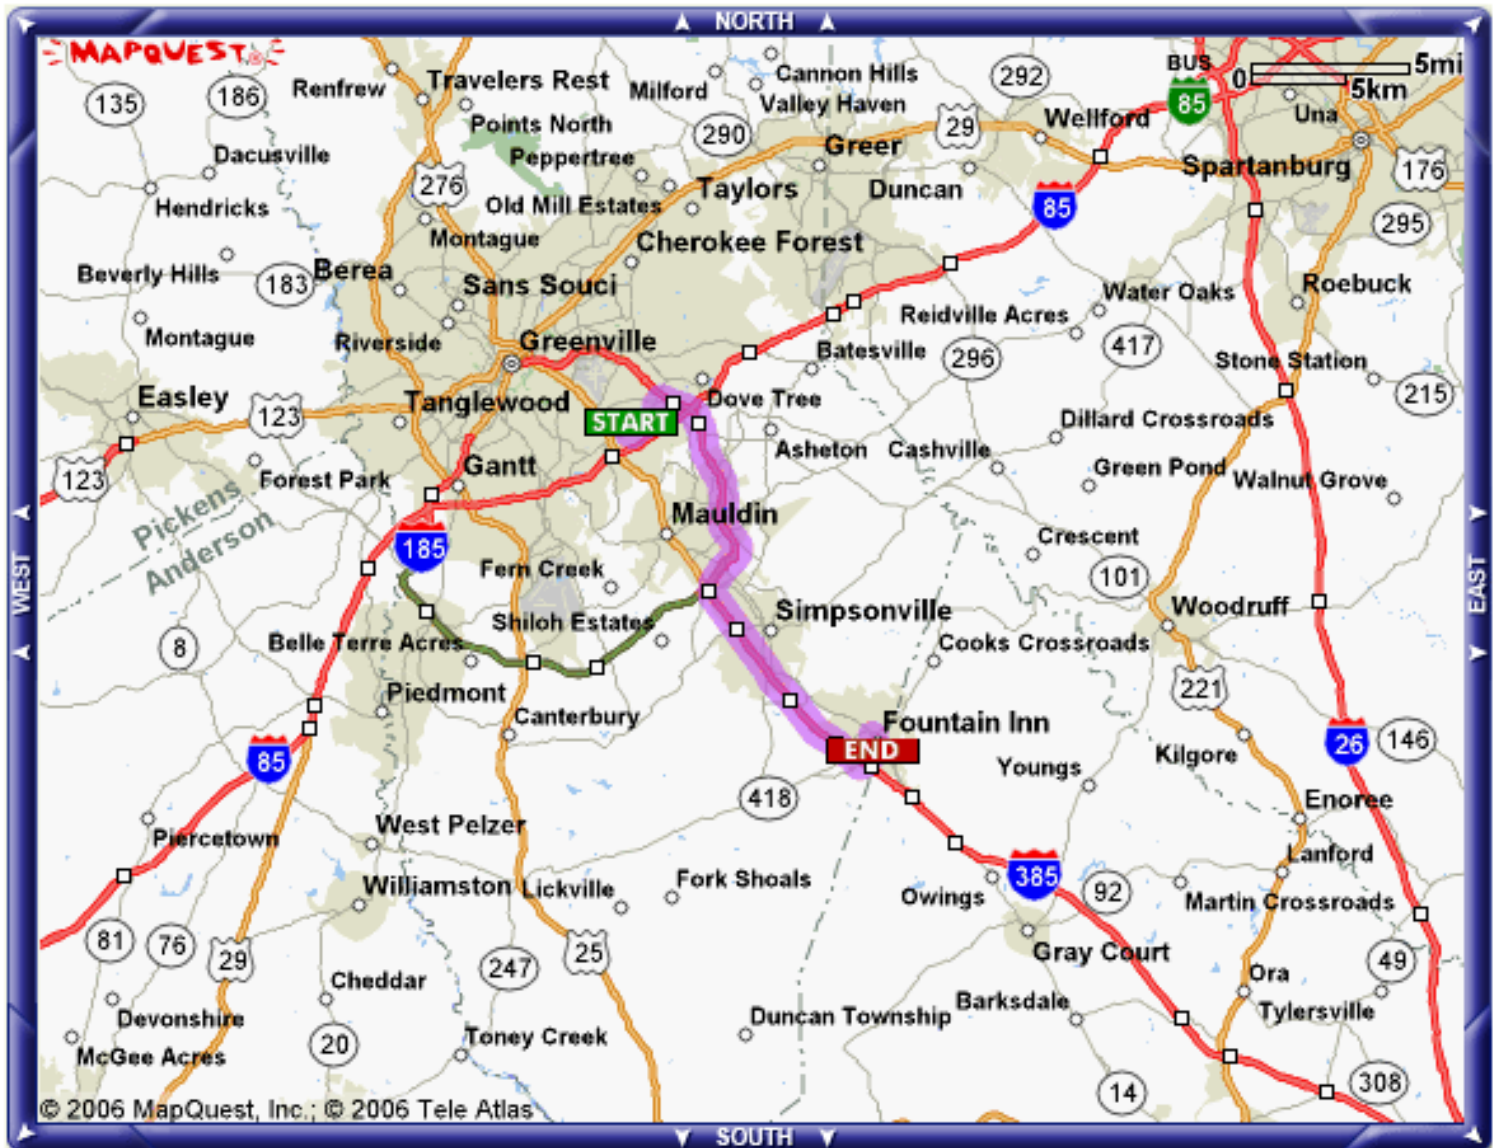 NORTH
MAPQUEST
BUS
85
0
5mi
5km
135
186
Renfrew
Travelers Rest
Milford
Cannon Hills
Valley Haven
292
Una
Points North
290
29
Wellford
Dacusville
276
Peppertree
Greer
Spartanburg
176
Hendricks
Old Mill Estates
Taylors
Duncan
85
295
Montague
Cherokee Forest
Beverly Hills
183
Berea
Sans Souci
Water Oaks
Roebuck
Montague
Riverside
Greenville
Reidville Acres
417
Batesville
296
Stone Station
215
Easley
123
Tanglewood
START
Dove Tree
Dillard Crossroads
Asheton
Cashville
123
Forest Park
Gantt
Green Pond
Walnut Grove
Pickens
Anderson
Mauldin
185
Crescent
WEST
EAST
Fern Creek
101
Simpsonville
Woodruff
8
Belle Terre Acres
Shiloh Estates
Cooks Crossroads
Piedmont
Canterbury
221
Fountain Inn
END
85
26
146
Kilgore
Youngs
418
Enoree
Piercetown
West Pelzer
Lanford
Williamston
Lickville
Fork Shoals
385
Owings
92
Martin Crossroads
81
76
29
25
Gray Court
49
247
Cheddar
Ora
Devonshire
Duncan Township
Barksdale
Tylersville
McGee Acres
20
Toney Creek
14
308
© 2006 MapQuest, Inc.; © 2006 Tele Atlas
SOUTH